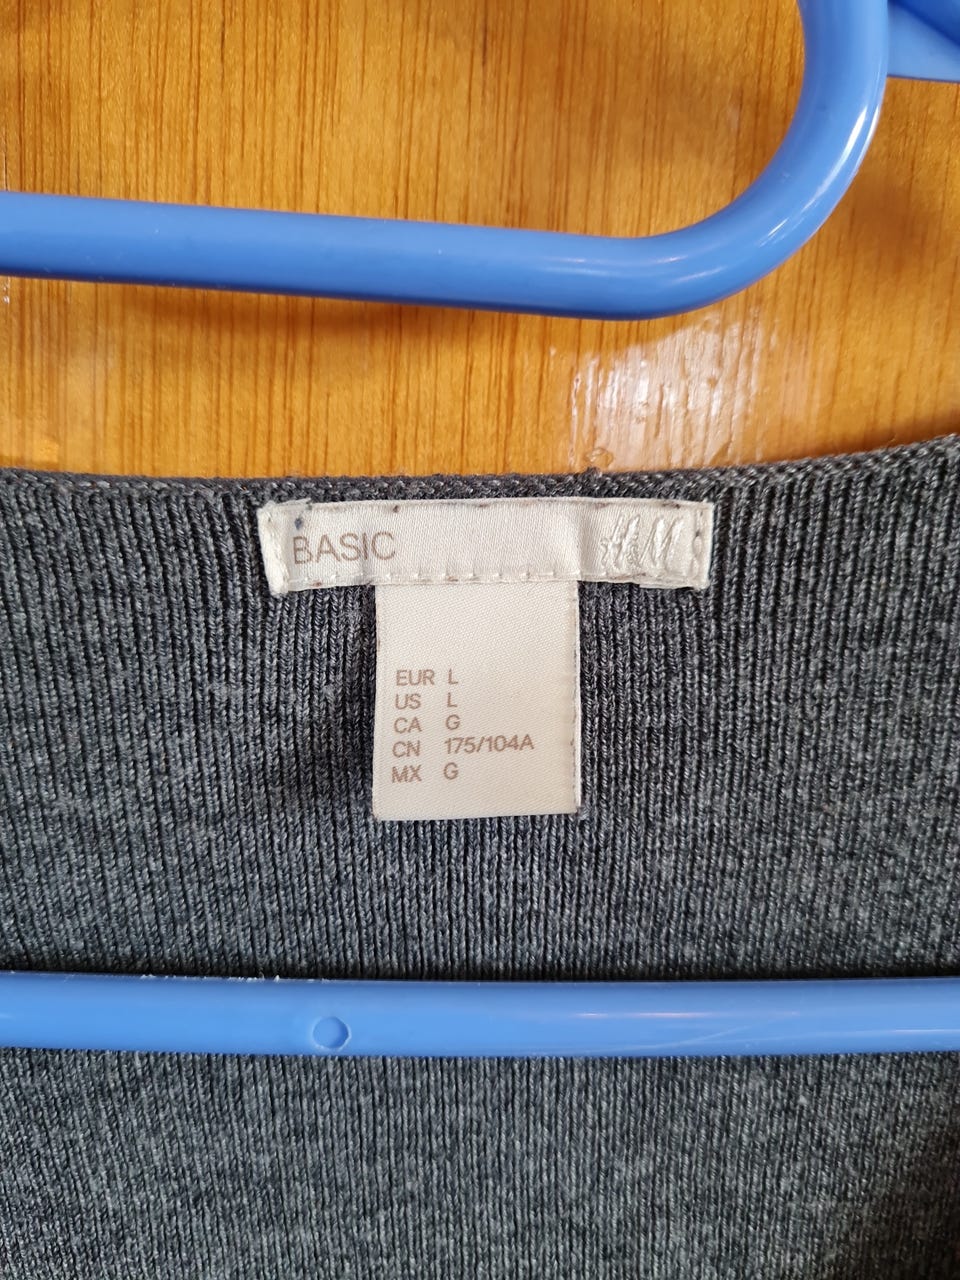 BASIC H&M
EUR L
US L
CA G
CN 175/104A
MX G